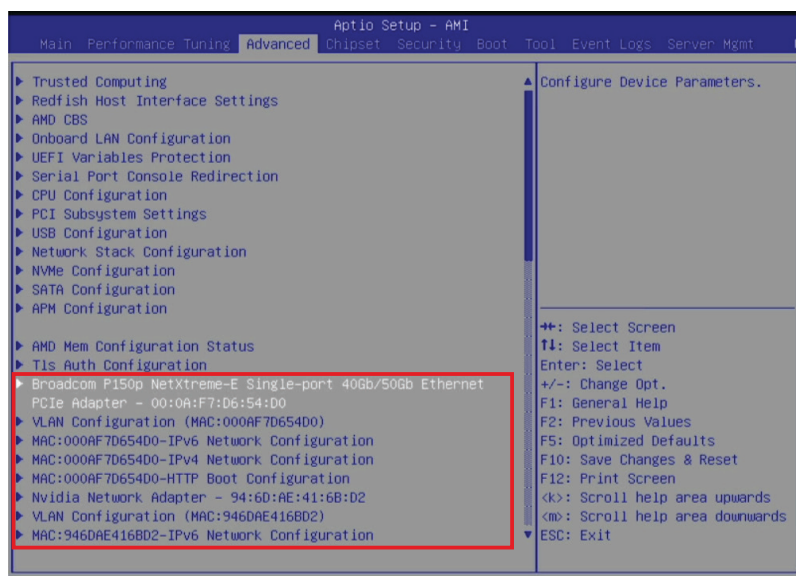 Aptio Setup - AMI
Main Performance Tuning Advanced Chipset Security Boot Tool Event Logs Server Mgmt
Trusted Computing
Redfish Host Interface Settings
AMD CBS
Onboard LAN Configuration
UEFI Variables Protection
Serial Port Console Redirection
CPU Configuration
PCI Subsystem Settings
USB Configuration
Network Stack Configuration
NVMe Configuration
SATA Configuration
APM Configuration
AMD Mem Configuration Status
Tls Auth Configuration
Broadcom P150p NetXtreme-E Single-port 40Gb/50Gb Ethernet
PCIe Adapter - 00:0A:F7:D6:54:D0
VLAN Configuration (MAC:000AF7D654D0)
MAC:000AF7D654D0-IPv6 Network Configuration
MAC:000AF7D654D0-IPv4 Network Configuration
MAC:000AF7D654D0-HTTP Boot Configuration
Nvidia Network Adapter - 94:6D:AE:41:6B:D2
VLAN Configuration (MAC:946DAE416BD2)
MAC:946DAE416BD2-IPv6 Network Configuration
Configure Device Parameters.
→←: Select Screen
↑↓: Select Item
Enter: Select
+/-: Change Opt.
F1: General Help
F2: Previous Values
F5: Optimized Defaults
F10: Save Changes & Reset
F12: Print Screen
<k>: Scroll help area upwards
<m>: Scroll help area downwards
ESC: Exit